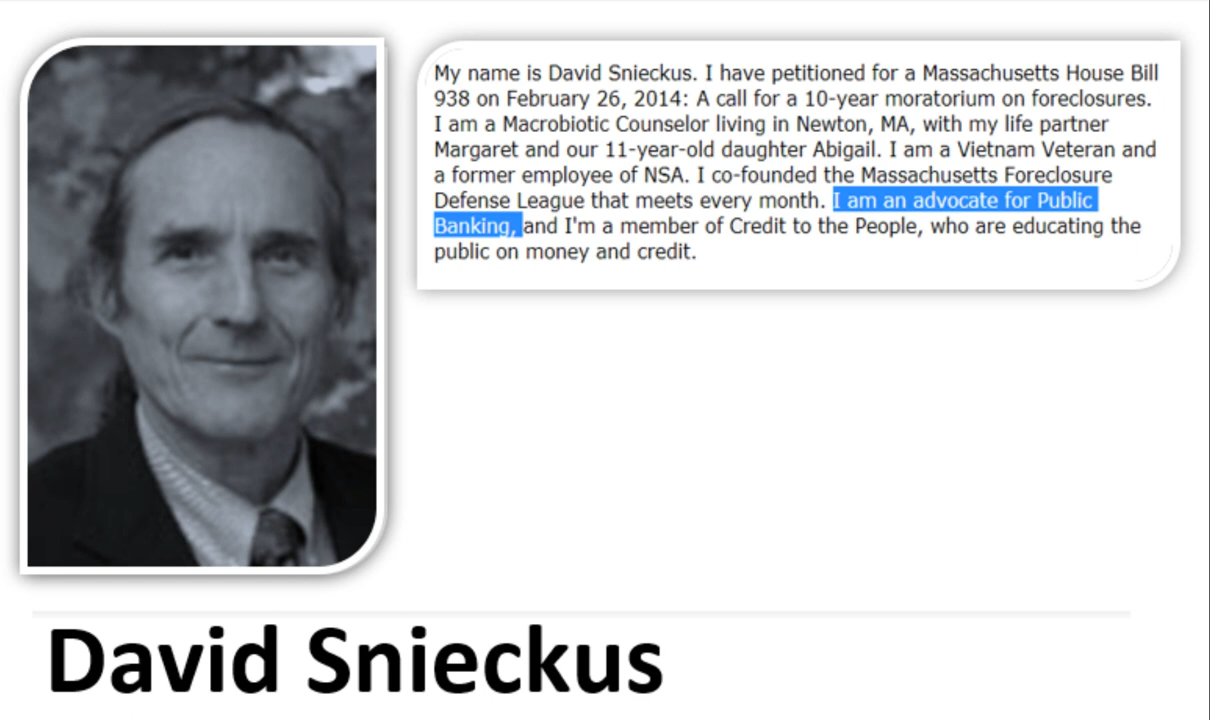 My name is David Snieckus. I have petitioned for a Massachusetts House Bill
938 on February 26, 2014: A call for a 10-year moratorium on foreclosures.
I am a Macrobiotic Counselor living in Newton, MA, with my life partner
Margaret and our 11-year-old daughter Abigail. I am a Vietnam Veteran and
a former employee of NSA. I co-founded the Massachusetts Foreclosure
Defense League that meets every month. I am an advocate for Public
Banking, and I'm a member of Credit to the People, who are educating the
public on money and credit.
David Snieckus